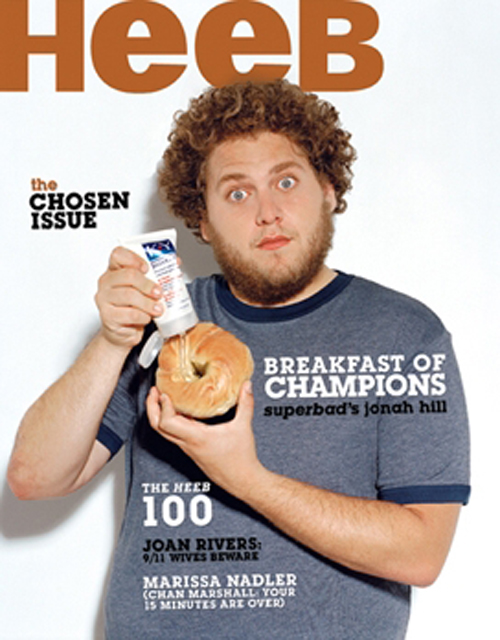 HEEB
the
CHOSEN
ISSUE
KY
BREAKFAST OF
CHAMPIONS
superbad's jonah hill
THE HEEB
100
JOAN RIVERS:
9/11 WIVES BEWARE
MARISSA NADLER
(CHAN MARSHALL: YOUR
15 MINUTES ARE OVER)